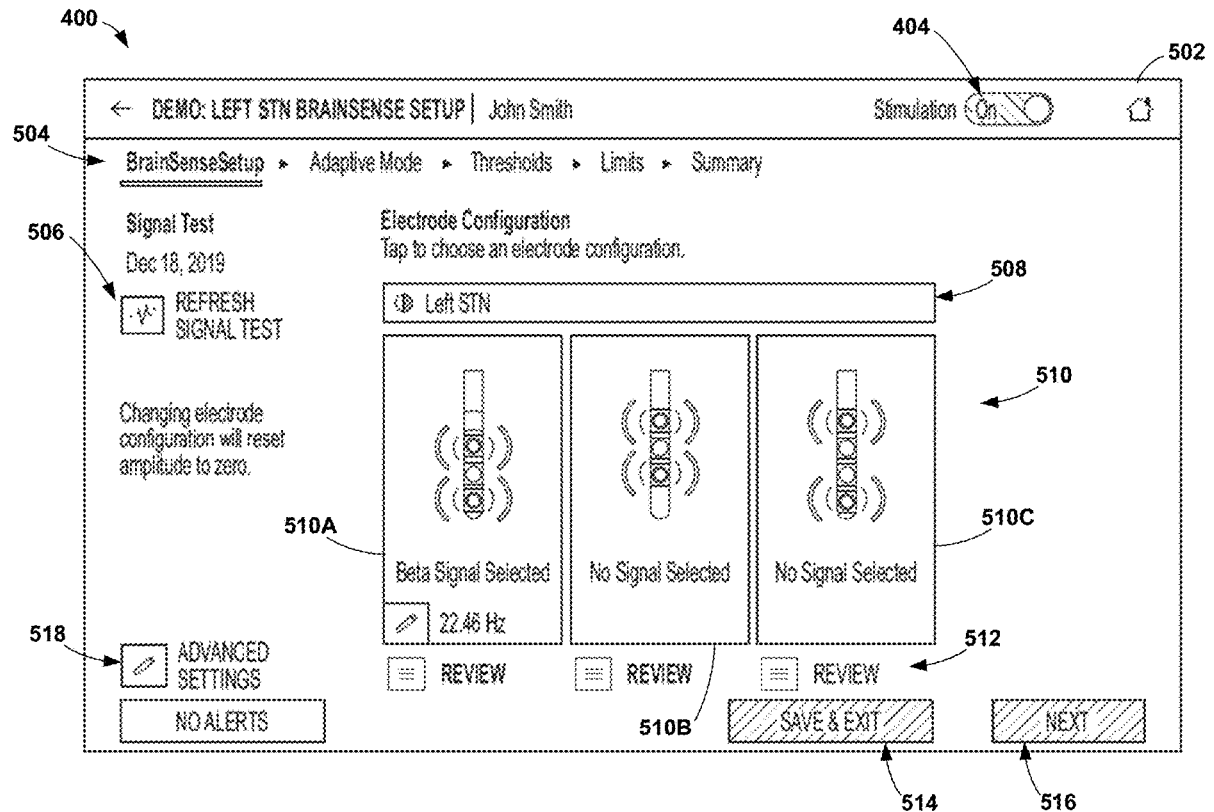 400
404
502
← DEMO: LEFT STN BRAINSENSE SETUP | John Smith
Stimulation On
504
BrainSenseSetup ▸ Adaptive Mode ▸ Thresholds ▸ Limits ▸ Summary
Signal Test
Dec 18, 2019
506
REFRESH
SIGNAL TEST
Changing electrode
configuration will reset
amplitude to zero.
Electrode Configuration
Tap to choose an electrode configuration.
508
Left STN
510
510A
510C
Beta Signal Selected
No Signal Selected
No Signal Selected
22.46 Hz
518
ADVANCED
SETTINGS
REVIEW
REVIEW
REVIEW
512
NO ALERTS
510B
SAVE & EXIT
NEXT
514
516